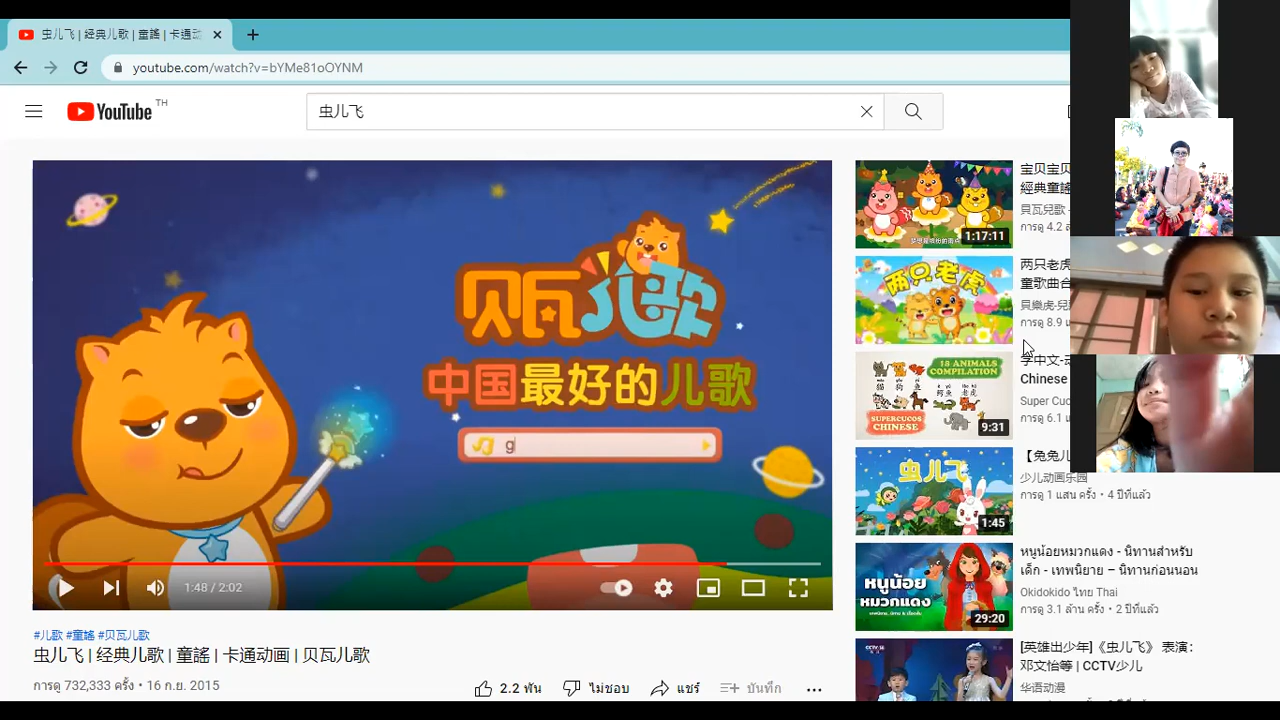 虫儿飞 | 经典儿歌 | 童謠 | 卡通动
youtube.com/watch?v=bYMe81oOYNM
YouTube TH
虫儿飞
贝瓦儿歌
中国最好的儿歌
g
1:48 / 2:02
#儿歌 #童謠 #贝瓦儿歌
虫儿飞 | 经典儿歌 | 童謠 | 卡通动画 | 贝瓦儿歌
การดู 732,333 ครั้ง • 16 ก.ย. 2015
2.2 พัน ไม่ชอบ แชร์ บันทึก
1:17:11
宝贝宝贝
經典童謠
貝瓦兒歌
การดู 4.2
两只老虎
两只老虎
童歌曲合
貝樂虎-兒
การดู 8.9
18 ANIMALS
COMPILATION
SUPERCUCOS
CHINESE
9:31
学中文-
Chinese
Super Cuc
การดู 6.1
虫儿飞
1:45
【兔兔儿
少儿动画乐园
การดู 1 แสน ครั้ง • 4 ปีที่แล้ว
หนูน้อย
หมวกแดง
29:20
หนูน้อยหมวกแดง - นิทานสำหรับ
เด็ก - เทพนิยาย – นิทานก่อนนอน
Okidokido ไทย Thai
การดู 3.1 ล้าน ครั้ง • 2 ปีที่แล้ว
[英雄出少年]《虫儿飞》 表演：
邓文怡等 | CCTV少儿
华语动漫